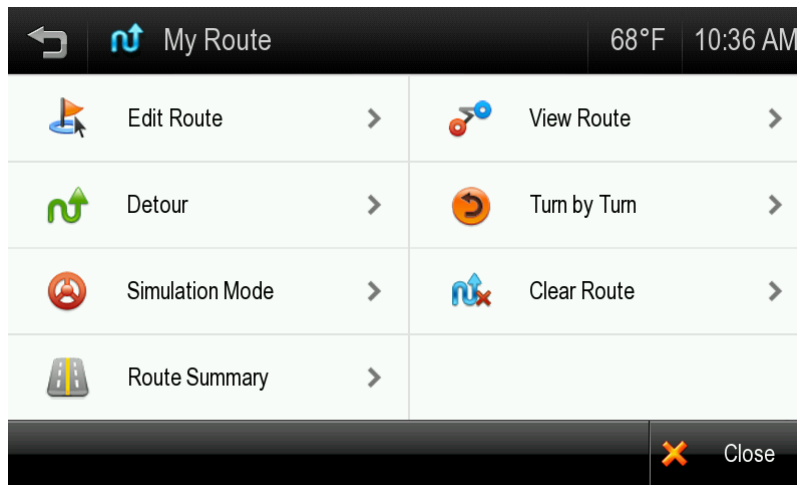 My Route 68°F 10:36 AM
Edit Route View Route
Detour Turn by Turn
Simulation Mode Clear Route
Route Summary
Close